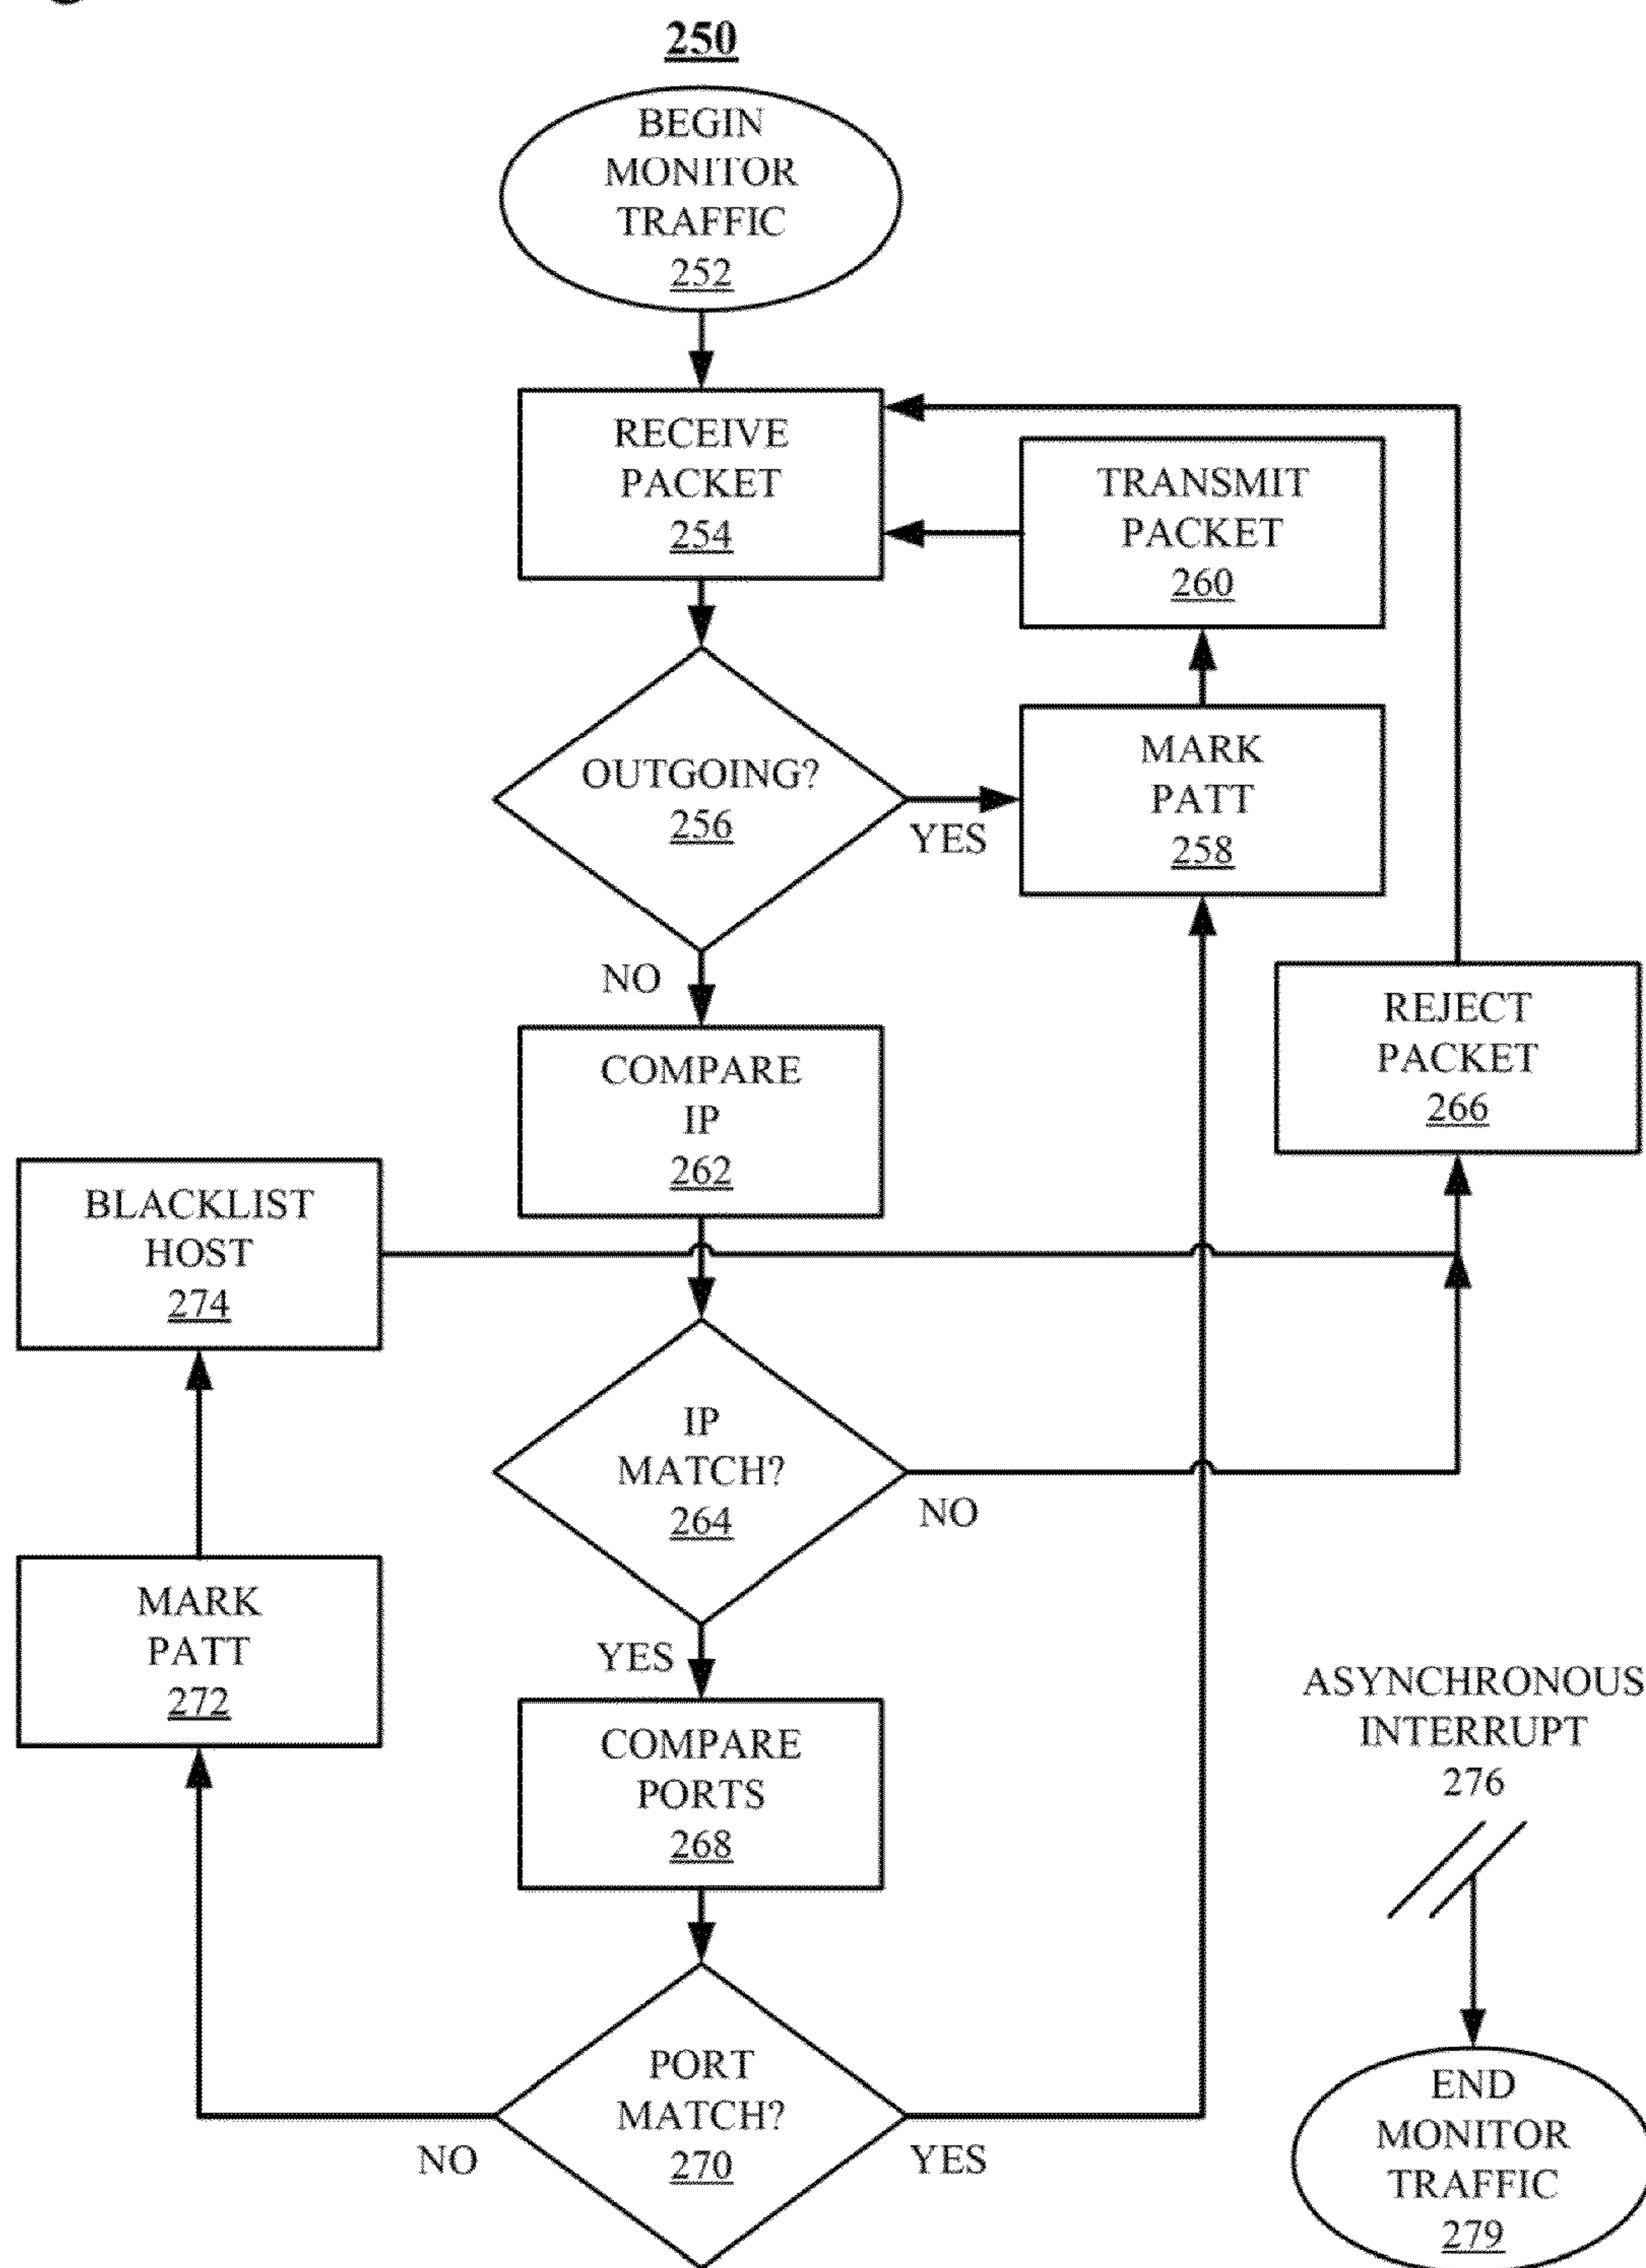 250
BEGIN
MONITOR
TRAFFIC
252
RECEIVE
PACKET
254
TRANSMIT
PACKET
260
OUTGOING?
256
YES
MARK
PATT
258
NO
COMPARE
IP
262
REJECT
PACKET
266
BLACKLIST
HOST
274
IP
MATCH?
264
NO
YES
MARK
PATT
272
COMPARE
PORTS
268
ASYNCHRONOUS
INTERRUPT
276
PORT
MATCH?
270
NO
YES
END
MONITOR
TRAFFIC
279